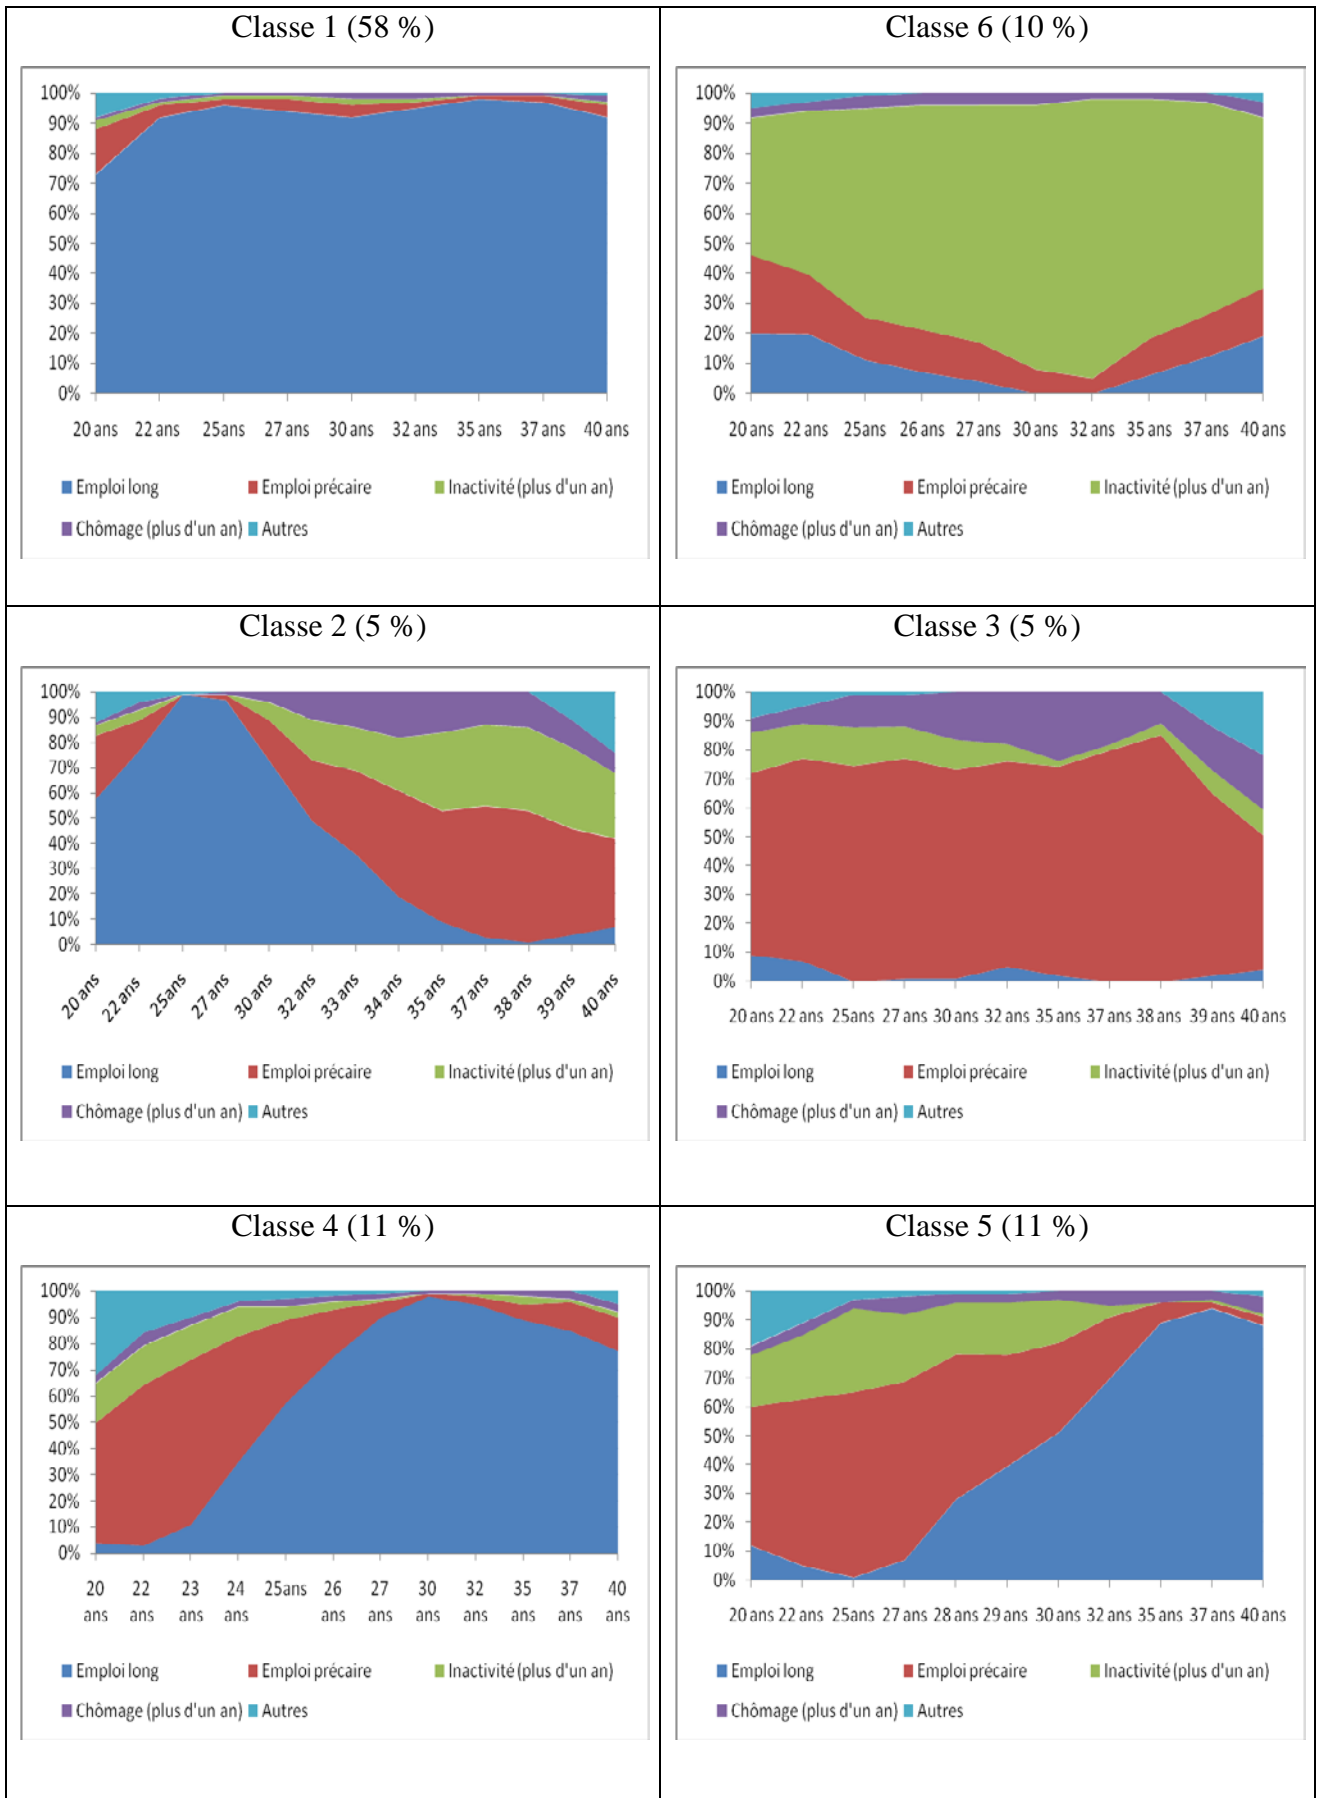 Classe 1 (58 %)
100%
90%
80%
70%
60%
50%
40%
30%
20%
10%
0%
20 ans 22 ans 25ans 27 ans 30 ans 32 ans 35 ans 37 ans 40 ans
Emploi long Emploi précaire Inactivité (plus d'un an)
Chômage (plus d'un an) Autres
Classe 6 (10 %)
100%
90%
80%
70%
60%
50%
40%
30%
20%
10%
0%
20 ans 22 ans 25ans 26 ans 27 ans 30 ans 32 ans 35 ans 37 ans 40 ans
Emploi long Emploi précaire Inactivité (plus d'un an)
Chômage (plus d'un an) Autres
Classe 2 (5 %)
100%
90%
80%
70%
60%
50%
40%
30%
20%
10%
0%
20 ans 22 ans 25ans 27 ans 30 ans 32 ans 33 ans 34 ans 35 ans 37 ans 38 ans 39 ans 40 ans
Emploi long Emploi précaire Inactivité (plus d'un an)
Chômage (plus d'un an) Autres
Classe 3 (5 %)
100%
90%
80%
70%
60%
50%
40%
30%
20%
10%
0%
20 ans 22 ans 25ans 27 ans 30 ans 32 ans 35 ans 37 ans 38 ans 39 ans 40 ans
Emploi long Emploi précaire Inactivité (plus d'un an)
Chômage (plus d'un an) Autres
Classe 4 (11 %)
100%
90%
80%
70%
60%
50%
40%
30%
20%
10%
0%
20 22 23 24 25ans 26 27 30 32 35 37 40
ans ans ans ans ans ans ans ans ans ans ans
Emploi long Emploi précaire Inactivité (plus d'un an)
Chômage (plus d'un an) Autres
Classe 5 (11 %)
100%
90%
80%
70%
60%
50%
40%
30%
20%
10%
0%
20 ans 22 ans 25ans 27 ans 28 ans 29 ans 30 ans 32 ans 35 ans 37 ans 40 ans
Emploi long Emploi précaire Inactivité (plus d'un an)
Chômage (plus d'un an) Autres